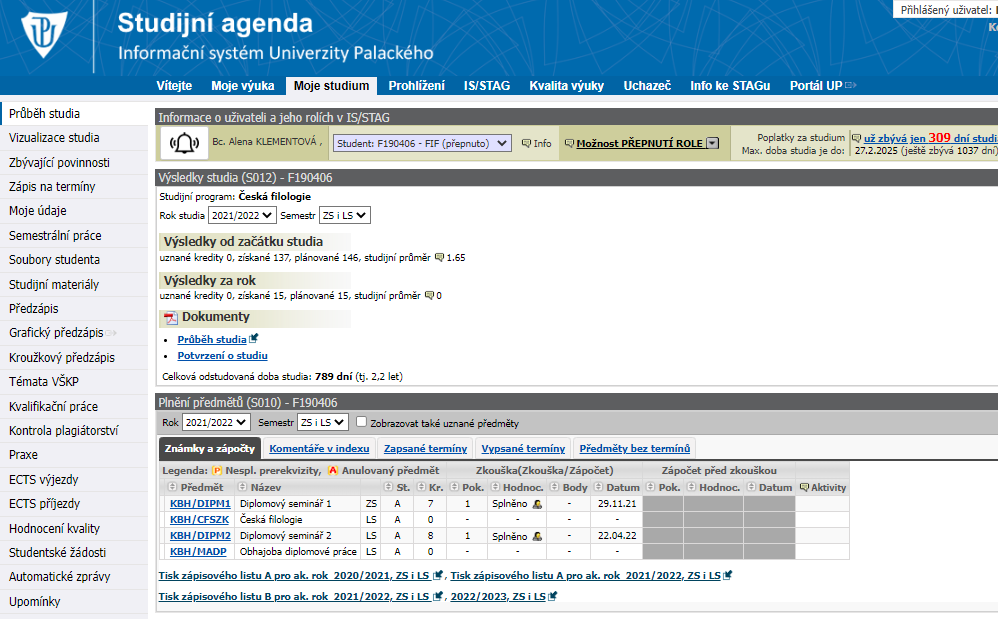 Studijní agenda
Informační systém Univerzity Palackého
Přihlášený uživatel:
Vítejte Moje výuka Moje studium Prohlížení IS/STAG Kvalita výuky Uchazeč Info ke STAGu Portál UP
Průběh studia
Vizualizace studia
Zbývající povinnosti
Zápis na termíny
Moje údaje
Semestrální práce
Soubory studenta
Studijní materiály
Předzápis
Grafický předzápis
Kroužkový předzápis
Témata VŠKP
Kvalifikační práce
Kontrola plagiátorství
Praxe
ECTS výjezdy
ECTS příjezdy
Hodnocení kvality
Studentské žádosti
Automatické zprávy
Upomínky
Informace o uživateli a jeho rolích v IS/STAG
Bc. Alena KLEMENTOVÁ , Student: F190406 - FIF (přepnuto) Info Možnost PŘEPNUTÍ ROLE
Poplatky za studium už zbývá jen 309 dní studia
Max. doba studia je do: 27.2.2025 (ještě zbývá 1037 dní)
Výsledky studia (S012) - F190406
Studijní program: Česká filologie
Rok studia 2021/2022 Semestr ZS i LS
Výsledky od začátku studia
uznané kredity 0, získané 137, plánované 146, studijní průměr 1.65
Výsledky za rok
uznané kredity 0, získané 15, plánované 15, studijní průměr 0
Dokumenty
• Průběh studia
• Potvrzení o studiu
Celková odstudovaná doba studia: 789 dní (tj. 2,2 let)
Plnění předmětů (S010) - F190406
Rok 2021/2022 Semestr ZS i LS Zobrazovat také uznané předměty
Známky a zápočty Komentáře v indexu Zapsané termíny Vypsané termíny Předměty bez termínů
Legenda: P Nespl. prerekvizity, A Anulovaný předmět Zkouška(Zkouška/Zápočet) Zápočet před zkouškou
Předmět Název St. Kr. Pok. Hodnoc. Body Datum Pok. Hodnoc. Datum Aktivity
KBH/DIPM1 Diplomový seminář 1 ZS A 7 1 Splněno - 29.11.21
KBH/CFSZK Česká filologie LS A 0 - - - -
KBH/DIPM2 Diplomový seminář 2 LS A 8 1 Splněno - 22.04.22
KBH/MADP Obhajoba diplomové práce LS A 0 - - - -
Tisk zápisového listu A pro ak. rok 2020/2021, ZS i LS , Tisk zápisového listu A pro ak. rok 2021/2022, ZS i LS
Tisk zápisového listu B pro ak. rok 2021/2022, ZS i LS , 2022/2023, ZS i LS